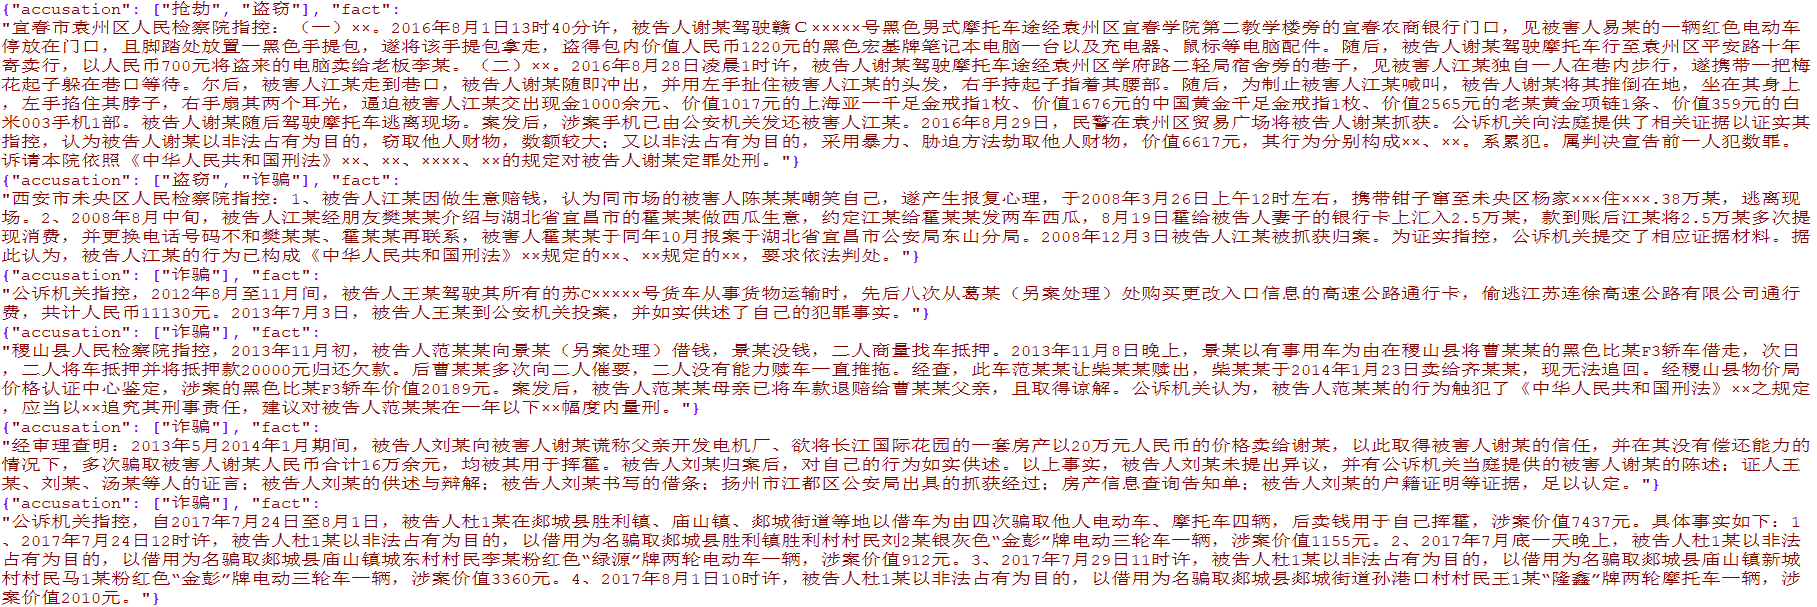 {"accusation": ["抢劫", "盗窃"], "fact":
"宜春市袁州区人民检察院指控：（一）××。2016年8月1日13时40分许，被告人谢某驾驶赣Ｃ×××××号黑色男式摩托车途经袁州区宜春学院第二教学楼旁的宜春农商银行门口，见被害人易某的一辆红色电动车
停放在门口，且脚踏处放置一黑色手提包，遂将该手提包拿走，盗得包内价值人民币1220元的黑色宏基牌笔记本电脑一台以及充电器、鼠标等电脑配件。随后，被告人谢某驾驶摩托车行至袁州区平安路十年
寄卖行，以人民币700元将盗来的电脑卖给老板李某。（二）××。2016年8月28日凌晨1时许，被告人谢某驾驶摩托车途经袁州区学府路二轻局宿舍旁的巷子，见被害人江某独自一人在巷内步行，遂携带一把梅
花起子躲在巷口等待。尔后，被害人江某走到巷口，被告人谢某随即冲出，并用左手扯住被害人江某的头发，右手持起子指着其腰部。随后，为制止被害人江某喊叫，被告人谢某将其推倒在地，坐在其身上
，左手掐住其脖子，右手扇其两个耳光，逼迫被害人江某交出现金1000余元、价值1017元的上海亚一千足金戒指1枚、价值1676元的中国黄金千足金戒指1枚、价值2565元的老某黄金项链1条、价值359元的白
米003手机1部。被告人谢某随后驾驶摩托车逃离现场。案发后，涉案手机已由公安机关发还被害人江某。2016年8月29日，民警在袁州区贸易广场将被告人谢某抓获。公诉机关向法庭提供了相关证据以证实其
指控，认为被告人谢某以非法占有为目的，窃取他人财物，数额较大；又以非法占有为目的，采用暴力、胁迫方法劫取他人财物，价值6617元，其行为分别构成××、××。系累犯。属判决宣告前一人犯数罪。
诉请本院依照《中华人民共和国刑法》××、××、××××、××的规定对被告人谢某定罪处刑。"}
{"accusation": ["盗窃", "诈骗"], "fact":
"西安市未央区人民检察院指控：1、被告人江某因做生意赔钱，认为同市场的被害人陈某某嘲笑自己，遂产生报复心理，于2008年3月26日上午12时左右，携带钳子窜至未央区杨家×××住×××.38万某，逃离现
场。2、2008年8月中旬，被告人江某经朋友樊某某介绍与湖北省宜昌市的霍某某做西瓜生意，约定江某给霍某某发两车西瓜，8月19日霍给被告人妻子的银行卡上汇入2.5万某，款到账后江某将2.5万某多次提
现消费，并更换电话号码不和樊某某、霍某某再联系，被害人霍某某于同年10月报案于湖北省宜昌市公安局东山分局。2008年12月3日被告人江某被抓获归案。为证实指控，公诉机关提交了相应证据材料。据
此认为，被告人江某的行为已构成《中华人民共和国刑法》××规定的××、××规定的××，要求依法判处。"}
{"accusation": ["诈骗"], "fact":
"公诉机关指控，2012年8月至11月间，被告人王某驾驶其所有的苏C×××××号货车从事货物运输时，先后八次从葛某（另案处理）处购买更改入口信息的高速公路通行卡，偷逃江苏连徐高速公路有限公司通行
费，共计人民币11130元。2013年7月3日，被告人王某到公安机关投案，并如实供述了自己的犯罪事实。"}
{"accusation": ["诈骗"], "fact":
"稷山县人民检察院指控，2013年11月初，被告人范某某向景某（另案处理）借钱，景某没钱，二人商量找车抵押。2013年11月8日晚上，景某以有事用车为由在稷山县将曹某某的黑色比某F3轿车借走，次日
，二人将车抵押并将抵押款20000元归还欠款。后曹某某多次向二人催要，二人没有能力赎车一直推拖。经查，此车范某某让柴某某赎出，柴某某于2014年1月23日卖给齐某某，现无法追回。经稷山县物价局
价格认证中心鉴定，涉案的黑色比某F3轿车价值20189元。案发后，被告人范某某母亲已将车款退赔给曹某某父亲，且取得谅解。公诉机关认为，被告人范某某的行为触犯了《中华人民共和国刑法》××之规定
，应当以××追究其刑事责任，建议对被告人范某某在一年以下××幅度内量刑。"}
{"accusation": ["诈骗"], "fact":
"经审理查明：2013年5月2014年1月期间，被告人刘某向被害人谢某谎称父亲开发电机厂、欲将长江国际花园的一套房产以20万元人民币的价格卖给谢某，以此取得被害人谢某的信任，并在其没有偿还能力的
情况下，多次骗取被害人谢某人民币合计16万余元，均被其用于挥霍。被告人刘某归案后，对自己的行为如实供述。以上事实，被告人刘某未提出异议，并有公诉机关当庭提供的被害人谢某的陈述；证人王
某、刘某、汤某等人的证言；被告人刘某的供述与辩解；被告人刘某书写的借条；扬州市江都区公安局出具的抓获经过；房产信息查询告知单；被告人刘某的户籍证明等证据，足以认定。"}
{"accusation": ["诈骗"], "fact":
"公诉机关指控，自2017年7月24日至8月1日，被告人杜1某在郯城县胜利镇、庙山镇、郯城街道等地以借车为由四次骗取他人电动车、摩托车四辆，后卖钱用于自己挥霍，涉案价值7437元。具体事实如下：1
、2017年7月24日12时许，被告人杜1某以非法占有为目的，以借用为名骗取郯城县胜利镇胜利村村民刘2某银灰色“金彭”牌电动三轮车一辆，涉案价值1155元。2、2017年7月底一天晚上，被告人杜1某以非法
占有为目的，以借用为名骗取郯城县庙山镇城东村村民李某粉红色“绿源”牌两轮电动车一辆，涉案价值912元。3、2017年7月29日11时许，被告人杜1某以非法占有为目的，以借用为名骗取郯城县庙山镇新城
村村民马1某粉红色“金彭”牌电动三轮车一辆，涉案价值3360元。4、2017年8月1日10时许，被告人杜1某以非法占有为目的，以借用为名骗取郯城县郯城街道孙港口村村民王1某“隆鑫”牌两轮摩托车一辆，涉
案价值2010元。"}